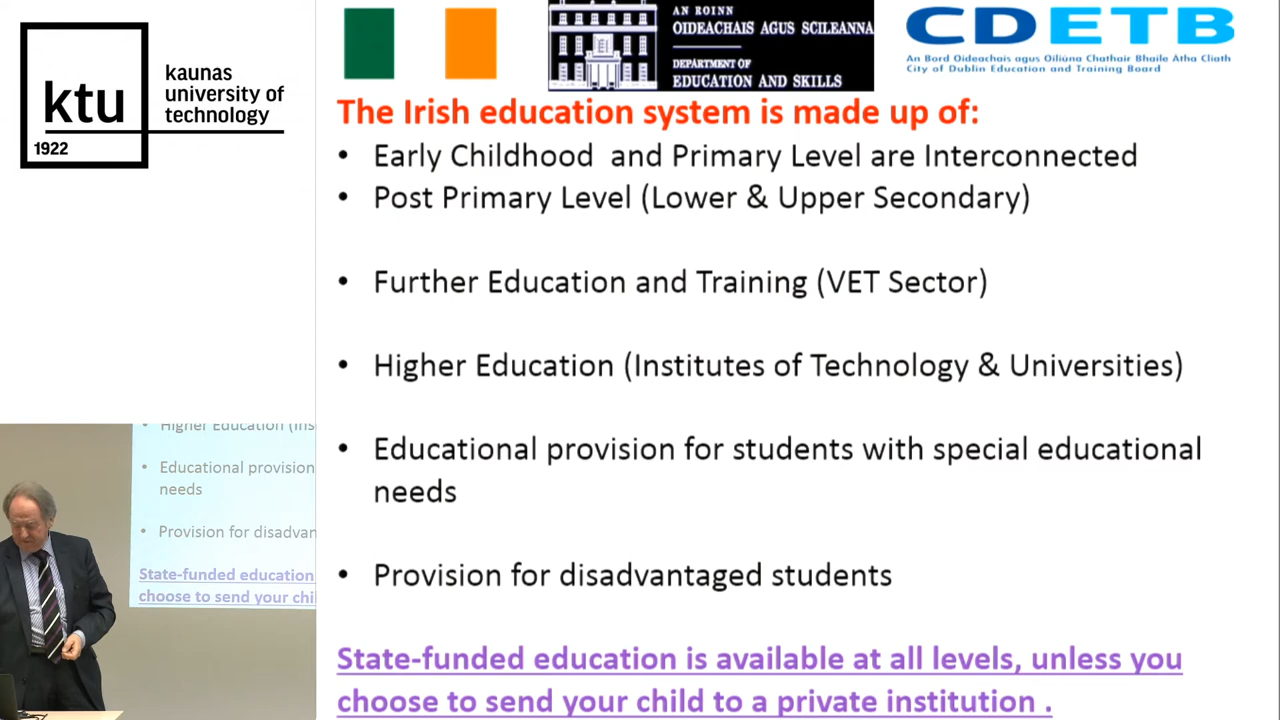 ktu
1922
kaunas
university of
technology
AN ROINN
OIDEACHAIS AGUS SCILEANNA
DEPARTMENT OF
EDUCATION AND SKILLS
CDETB
An Bord Oideachais agus Oiliúna Chathair Bhaile Átha Cliath
City of Dublin Education and Training Board
The Irish education system is made up of:
• Early Childhood and Primary Level are Interconnected
• Post Primary Level (Lower & Upper Secondary)
• Further Education and Training (VET Sector)
• Higher Education (Institutes of Technology & Universities)
• Educational provision for students with special educational
needs
• Provision for disadvantaged students
State-funded education is available at all levels, unless you
choose to send your child to a private institution .
• Higher Education (Ins
• Educational provision
needs
• Provision for disadvan
State-funded education
choose to send your chil